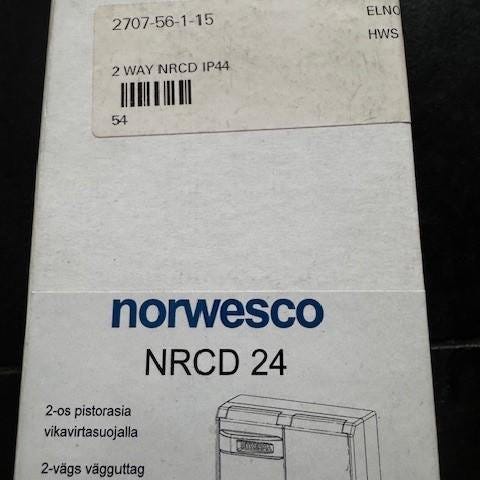 2707-56-1-15
ELNO
HWS
2 WAY NRCD IP44
54
norwesco
NRCD 24
2-os pistorasia
vikavirtasuojalla
2-vägs vägguttag